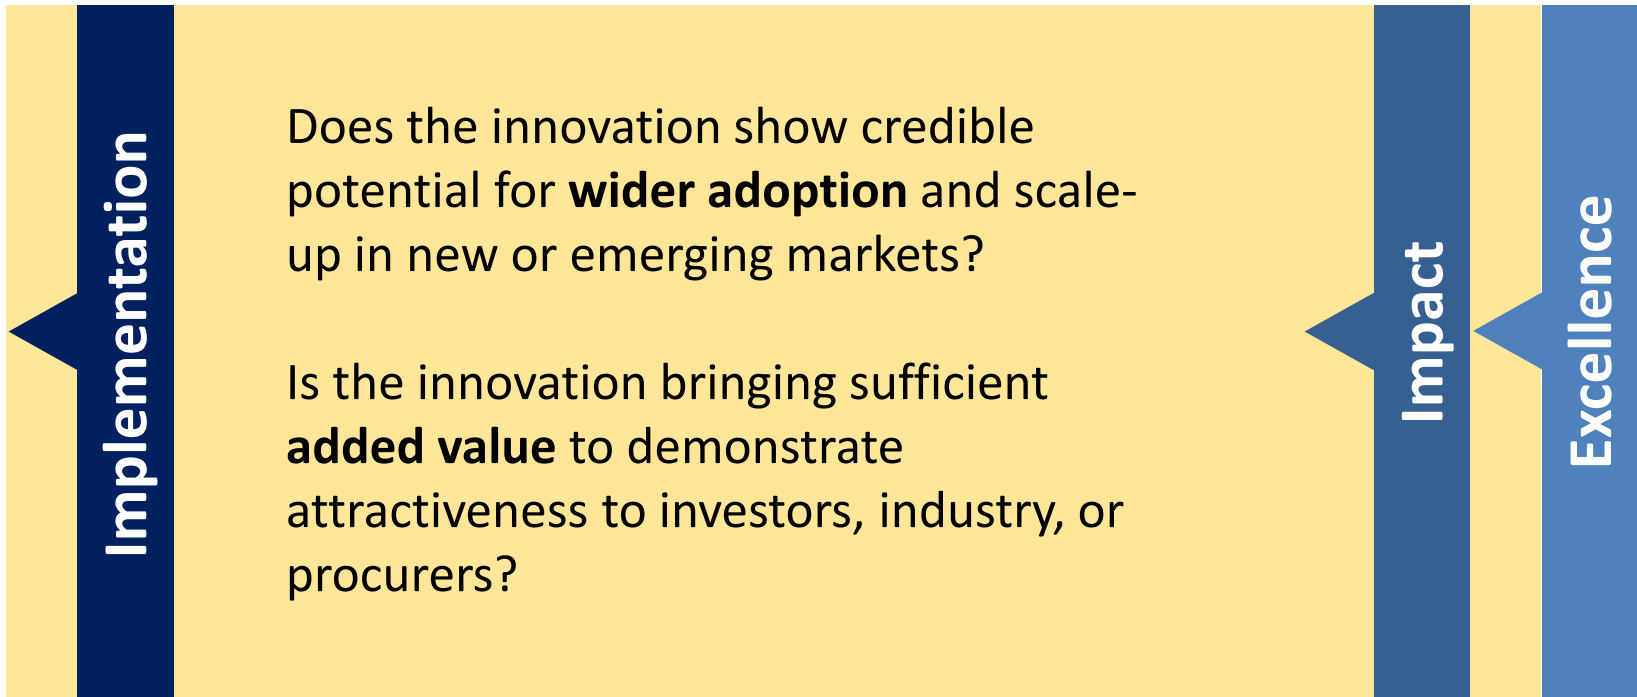 Implementation
Does the innovation show credible
potential for wider adoption and scale-
up in new or emerging markets?
Is the innovation bringing sufficient
added value to demonstrate
attractiveness to investors, industry, or
procurers?
Impact
Excellence